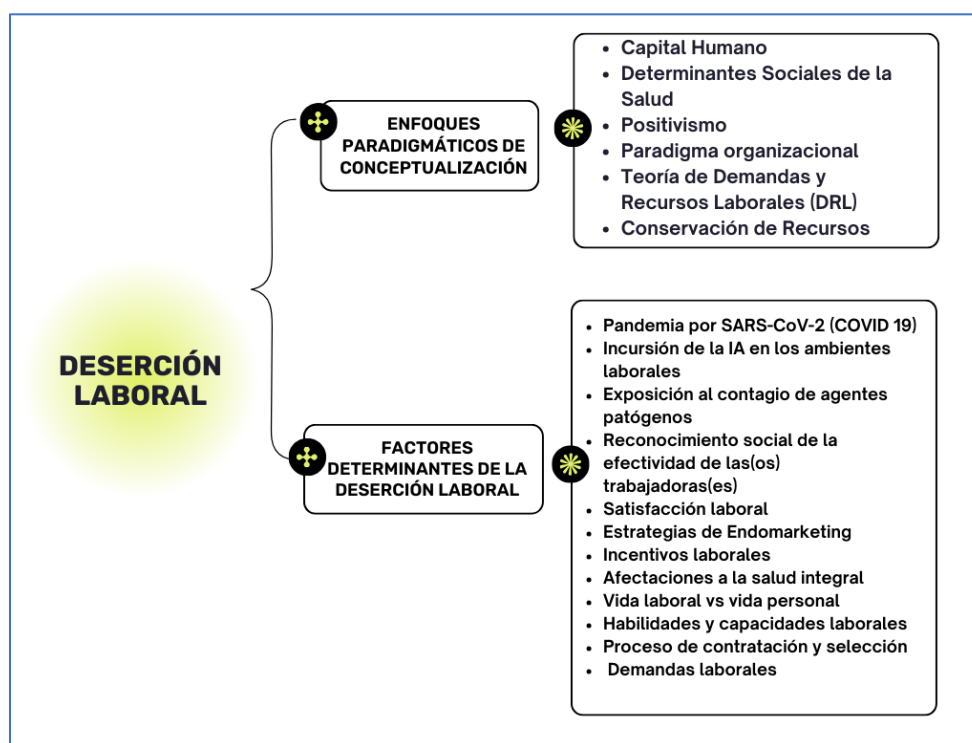 DESERCIÓN
LABORAL
ENFOQUES
PARADIGMÁTICOS DE
CONCEPTUALIZACIÓN
• Capital Humano
• Determinantes Sociales de la
Salud
• Positivismo
• Paradigma organizacional
• Teoría de Demandas y
Recursos Laborales (DRL)
• Conservación de Recursos
FACTORES
DETERMINANTES DE LA
DESERCIÓN LABORAL
• Pandemia por SARS-CoV-2 (COVID 19)
• Incursión de la IA en los ambientes
laborales
• Exposición al contagio de agentes
patógenos
• Reconocimiento social de la
efectividad de las(os)
trabajadoras(es)
• Satisfacción laboral
• Estrategias de Endomarketing
• Incentivos laborales
• Afectaciones a la salud integral
• Vida laboral vs vida personal
• Habilidades y capacidades laborales
• Proceso de contratación y selección
• Demandas laborales